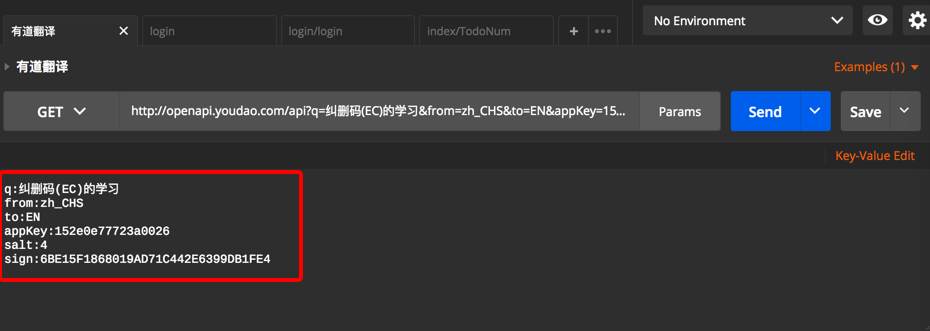 有道翻译
login
login/login
index/TodoNum
No Environment
有道翻译
Examples (1)
GET
http://openapi.youdao.com/api?q=纠删码(EC)的学习&from=zh_CHS&to=EN&appKey=15...
Params
Send
Save
Key-Value Edit
q:纠删码(EC)的学习
from:zh_CHS
to:EN
appKey:152e0e77723a0026
salt:4
sign:6BE15F1868019AD71C442E6399DB1FE4